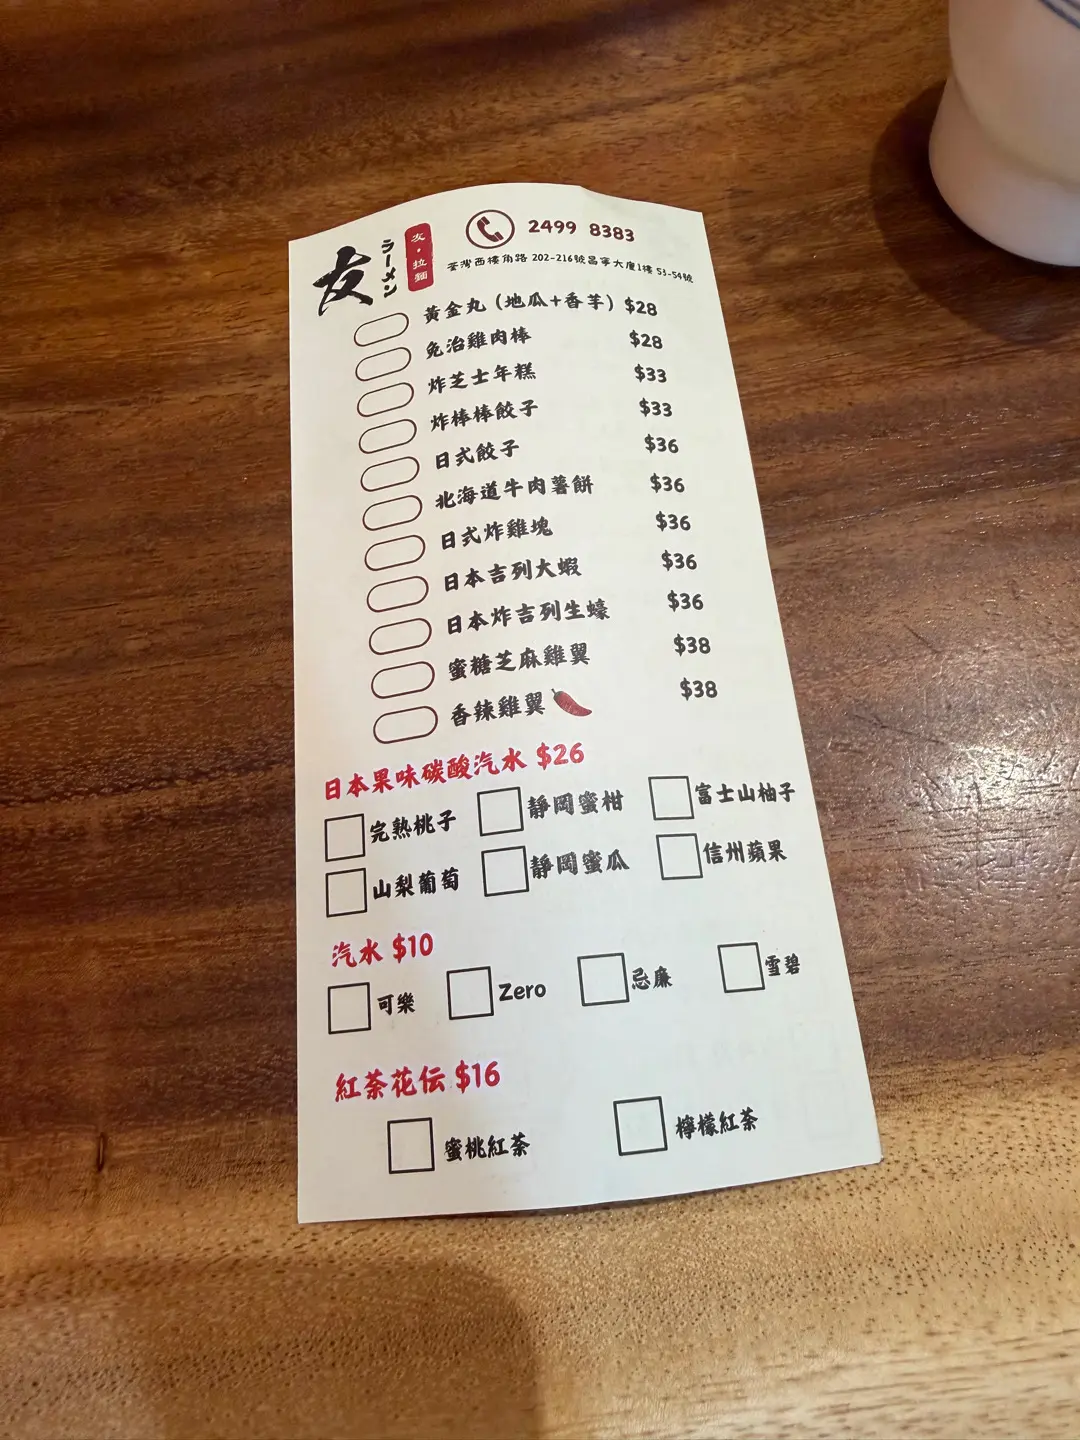 友
ラーメン
友・拉麵
2499 8383
荃灣西樓角路 202-216號昌寧大廈1樓 53-54號
黃金丸（地瓜+香芋）$28
免治雞肉棒 $28
炸芝士年糕 $33
炸棒棒餃子 $33
日式餃子 $36
北海道牛肉薯餅 $36
日式炸雞塊 $36
日本吉列大蝦 $36
日本炸吉列生蠔 $36
蜜糖芝麻雞翼 $38
香辣雞翼 $38
日本果味碳酸汽水 $26
完熟桃子 靜岡蜜柑 富士山柚子
山梨葡萄 靜岡蜜瓜 信州蘋果
汽水 $10
可樂 Zero 忌廉 雪碧
紅茶花伝 $16
蜜桃紅茶 檸檬紅茶